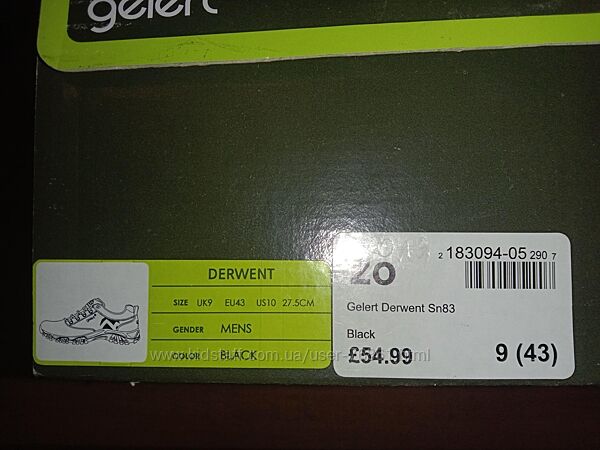 gelert
DERWENT
SIZE UK9 EU43 US10 27.5CM
GENDER MENS
COLOR BLACK
20
2 183094-05 290 7
Gelert Derwent Sn83
Black
£54.99
9 (43)